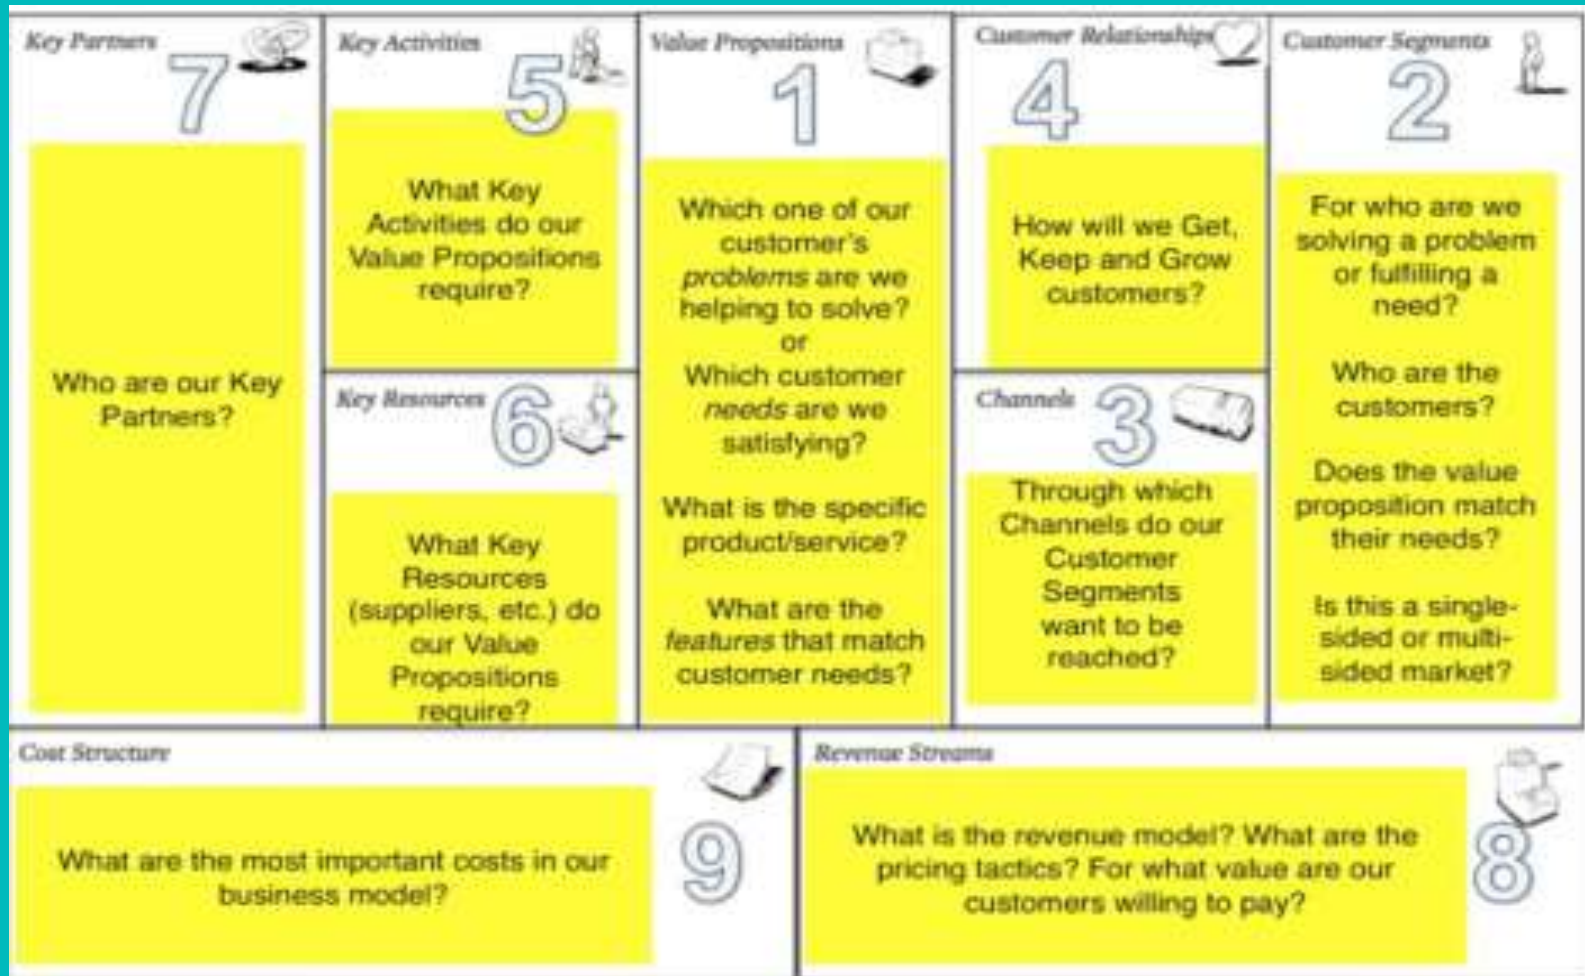 Key Partners
7
Who are our Key
Partners?
Key Activities
5
What Key
Activities do our
Value Propositions
require?
Key Resources
6
What Key
Resources
(suppliers, etc.) do
our Value
Propositions
require?
Value Propositions
1
Which one of our
customer's
problems are we
helping to solve?
or
Which customer
needs are we
satisfying?
What is the specific
product/service?
What are the
features that match
customer needs?
Customer Relationships
4
How will we Get,
Keep and Grow
customers?
Channels
3
Through which
Channels do our
Customer
Segments
want to be
reached?
Customer Segments
2
For who are we
solving a problem
or fulfilling a
need?
Who are the
customers?
Does the value
proposition match
their needs?
Is this a single-
sided or multi-
sided market?
Cost Structure
9
What are the most important costs in our
business model?
Revenue Streams
8
What is the revenue model? What are the
pricing tactics? For what value are our
customers willing to pay?